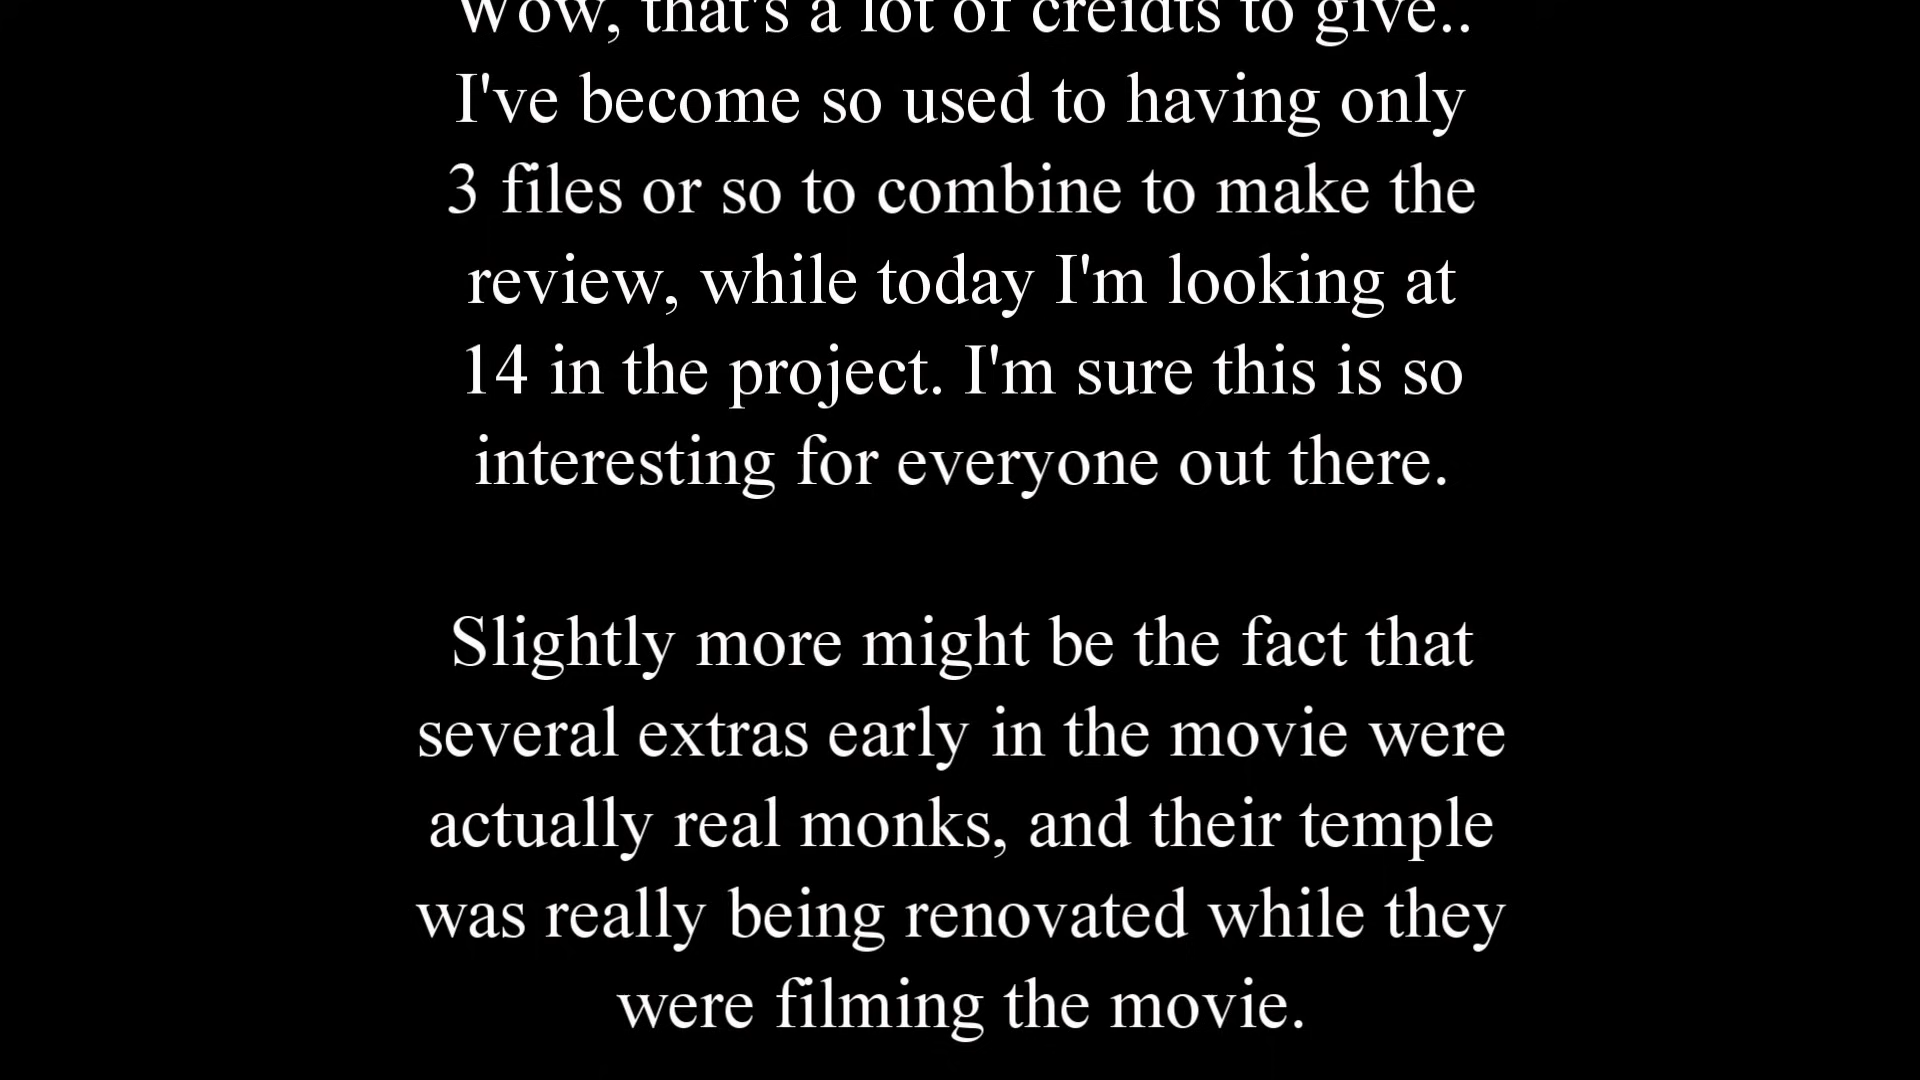 Wow, that's a lot of creidts to give..
I've become so used to having only
3 files or so to combine to make the
review, while today I'm looking at
14 in the project. I'm sure this is so
interesting for everyone out there.
Slightly more might be the fact that
several extras early in the movie were
actually real monks, and their temple
was really being renovated while they
were filming the movie.